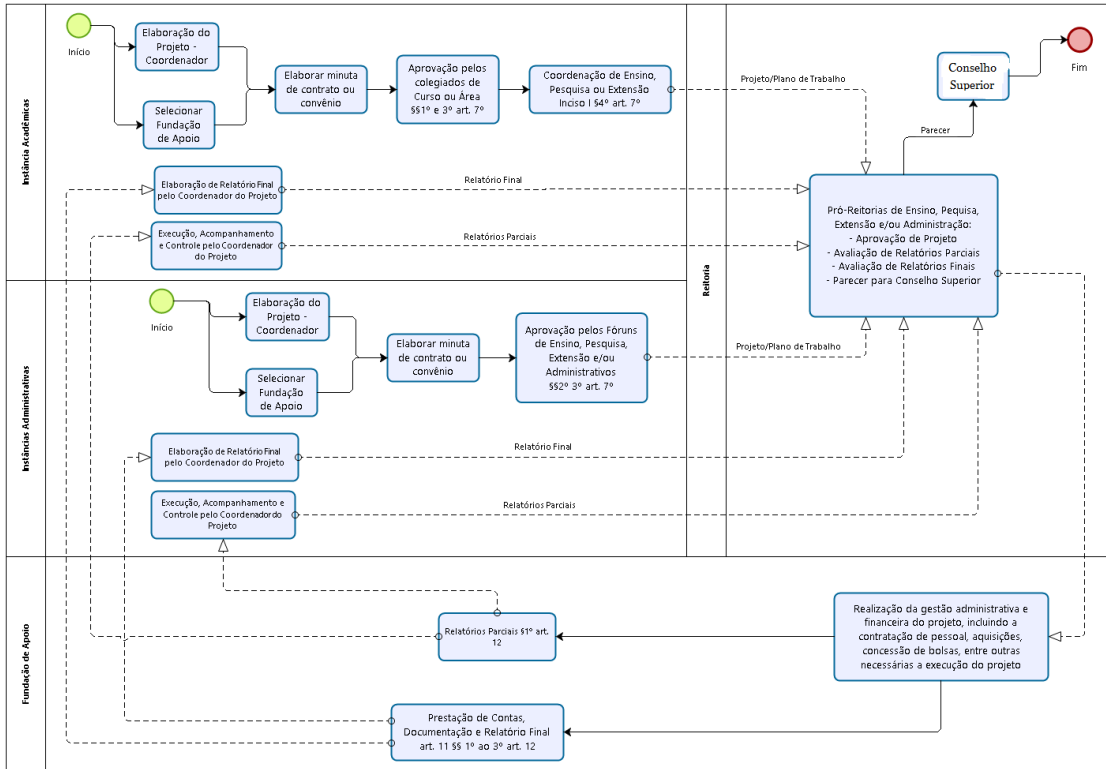 Instância Acadêmicas
Início
Elaboração do
Projeto -
Coordenador
Selecionar
Fundação
de Apoio
Elaborar minuta
de contrato ou
convênio
Aprovação pelos
colegiados de
Curso ou Área
§§1º e 3º art. 7º
Coordenação de Ensino,
Pesquisa ou Extensão
Inciso I §4º art. 7º
Projeto/Plano de Trabalho
Elaboração de Relatório Final
pelo Coordenador do Projeto
Relatório Final
Execução, Acompanhamento
e Controle pelo Coordenador
do Projeto
Relatórios Parciais
Reitoria
Conselho
Superior
Fim
Parecer
Pró-Reitorias de Ensino, Pequisa,
Extensão e/ou Administração:
- Aprovação de Projeto
- Avaliação de Relatórios Parciais
- Avaliação de Relatórios Finais
- Parecer para Conselho Superior
Instâncias Administrativas
Início
Elaboração do
Projeto -
Coordenador
Selecionar
Fundação
de Apoio
Elaborar minuta
de contrato ou
convênio
Aprovação pelos Fóruns
de Ensino, Pesquisa,
Extensão e/ou
Administrativos
§§2º 3º art. 7º
Projeto/Plano de Trabalho
Elaboração de Relatório Final
pelo Coordenador do Projeto
Relatório Final
Execução, Acompanhamento e
Controle pelo Coordenador do
Projeto
Relatórios Parciais
Fundação de Apoio
Relatórios Parciais §1º art.
12
Realização da gestão administrativa e
financeira do projeto, incluindo a
contratação de pessoal, aquisições,
concessão de bolsas, entre outras
necessárias a execução do projeto
Prestação de Contas,
Documentação e Relatório Final
art. 11 §§ 1º ao 3º art. 12